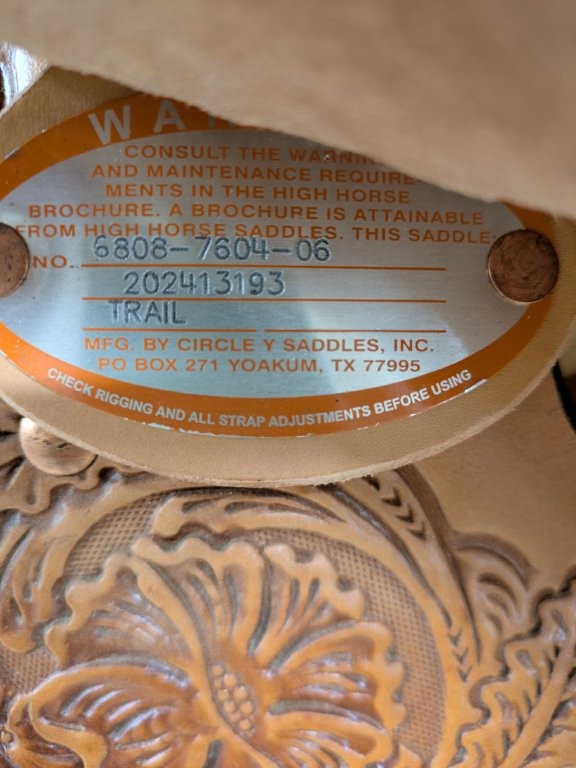 CONSULT THE
AND MAINTENANCE REQUIRE-
MENTS IN THE HIGH HORSE
BROCHURE. A BROCHURE IS ATTAINABLE
FROM HIGH HORSE SADDLES. THIS SADDLE
NO. 6808-7604-06
202413193
TRAIL
MFG. BY CIRCLE Y SADDLES, INC.
PO BOX 271 YOAKUM, TX 77995
CHECK RIGGING AND ALL STRAP ADJUSTMENTS BEFORE USING